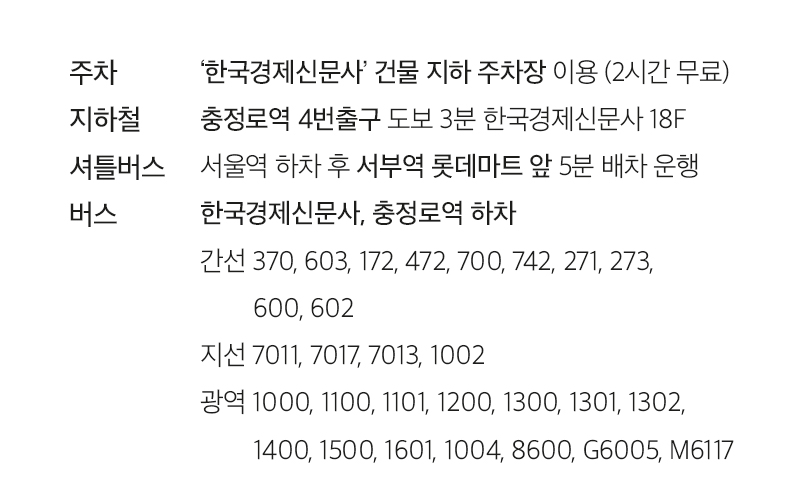 주차 '한국경제신문사' 건물 지하 주차장 이용 (2시간 무료)
지하철 충정로역 4번출구 도보 3분 한국경제신문사 18F
셔틀버스 서울역 하차 후 서부역 롯데마트 앞 5분 배차 운행
버스 한국경제신문사, 충정로역 하차
간선 370, 603, 172, 472, 700, 742, 271, 273,
600, 602
지선 7011, 7017, 7013, 1002
광역 1000, 1100, 1101, 1200, 1300, 1301, 1302,
1400, 1500, 1601, 1004, 8600, G6005, M6117